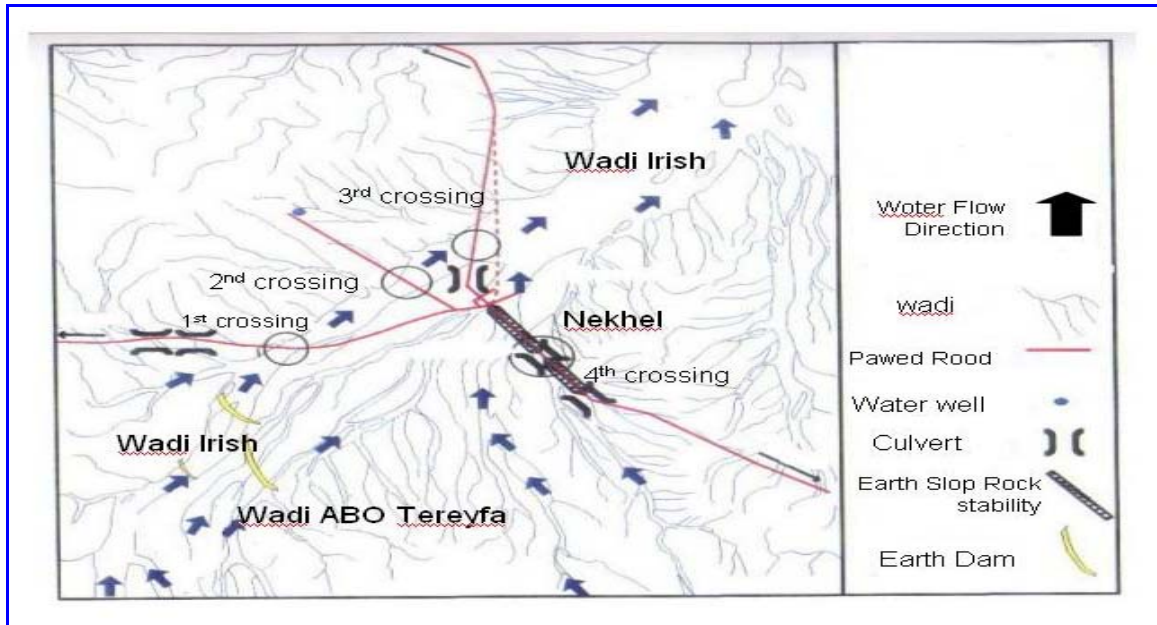 Wadi Irish
3rd crossing
2nd crossing
1st crossing
Nekhel
4th crossing
Wadi Irish
Wadi ABO Tereyfa
Woter Flow
Direction
wadi
Pawed Rood
Water well
Culvert
Earth Slop Rock
stability
Earth Dam